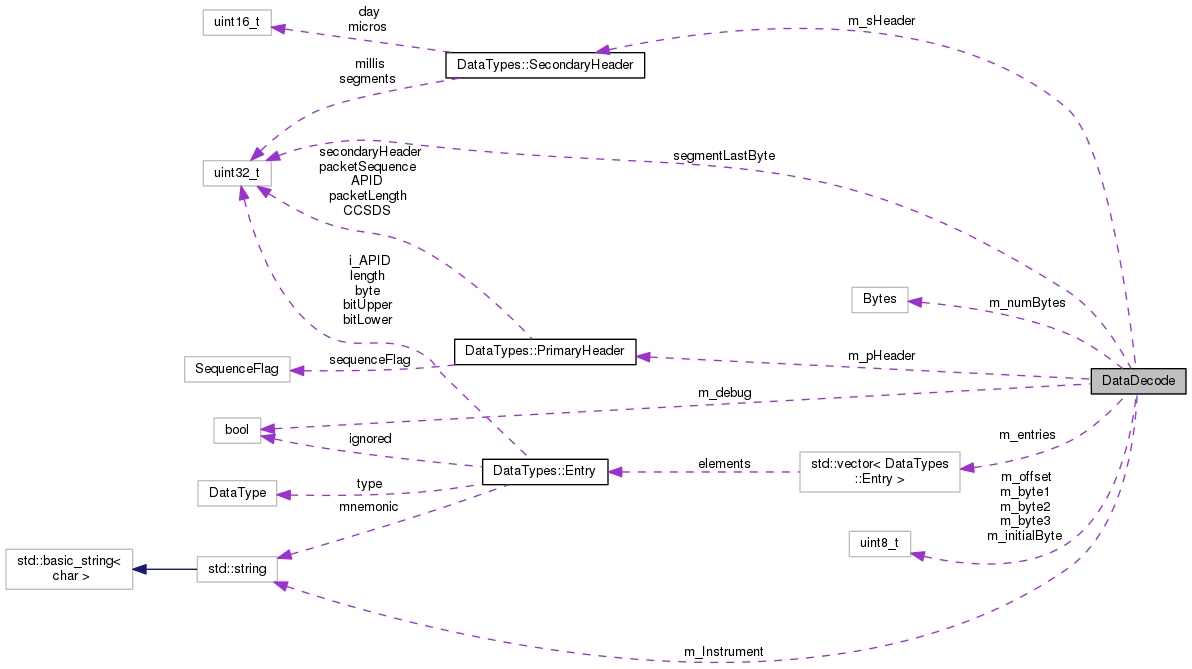 day
micros
uint16_t
m_sHeader
DataTypes::SecondaryHeader
millis
segments
secondaryHeader
packetSequence
APID
packetLength
CCSDS
segmentLastByte
uint32_t
i_APID
length
byte
bitUpper
bitLower
Bytes
m_numBytes
DataTypes::PrimaryHeader
m_pHeader
sequenceFlag
SequenceFlag
DataDecode
m_debug
bool
ignored
m_entries
DataTypes::Entry
elements
std::vector< DataTypes
::Entry >
type
DataType
mnemonic
m_offset
m_byte1
m_byte2
m_byte3
m_initialByte
uint8_t
std::basic_string<
char >
std::string
m_Instrument